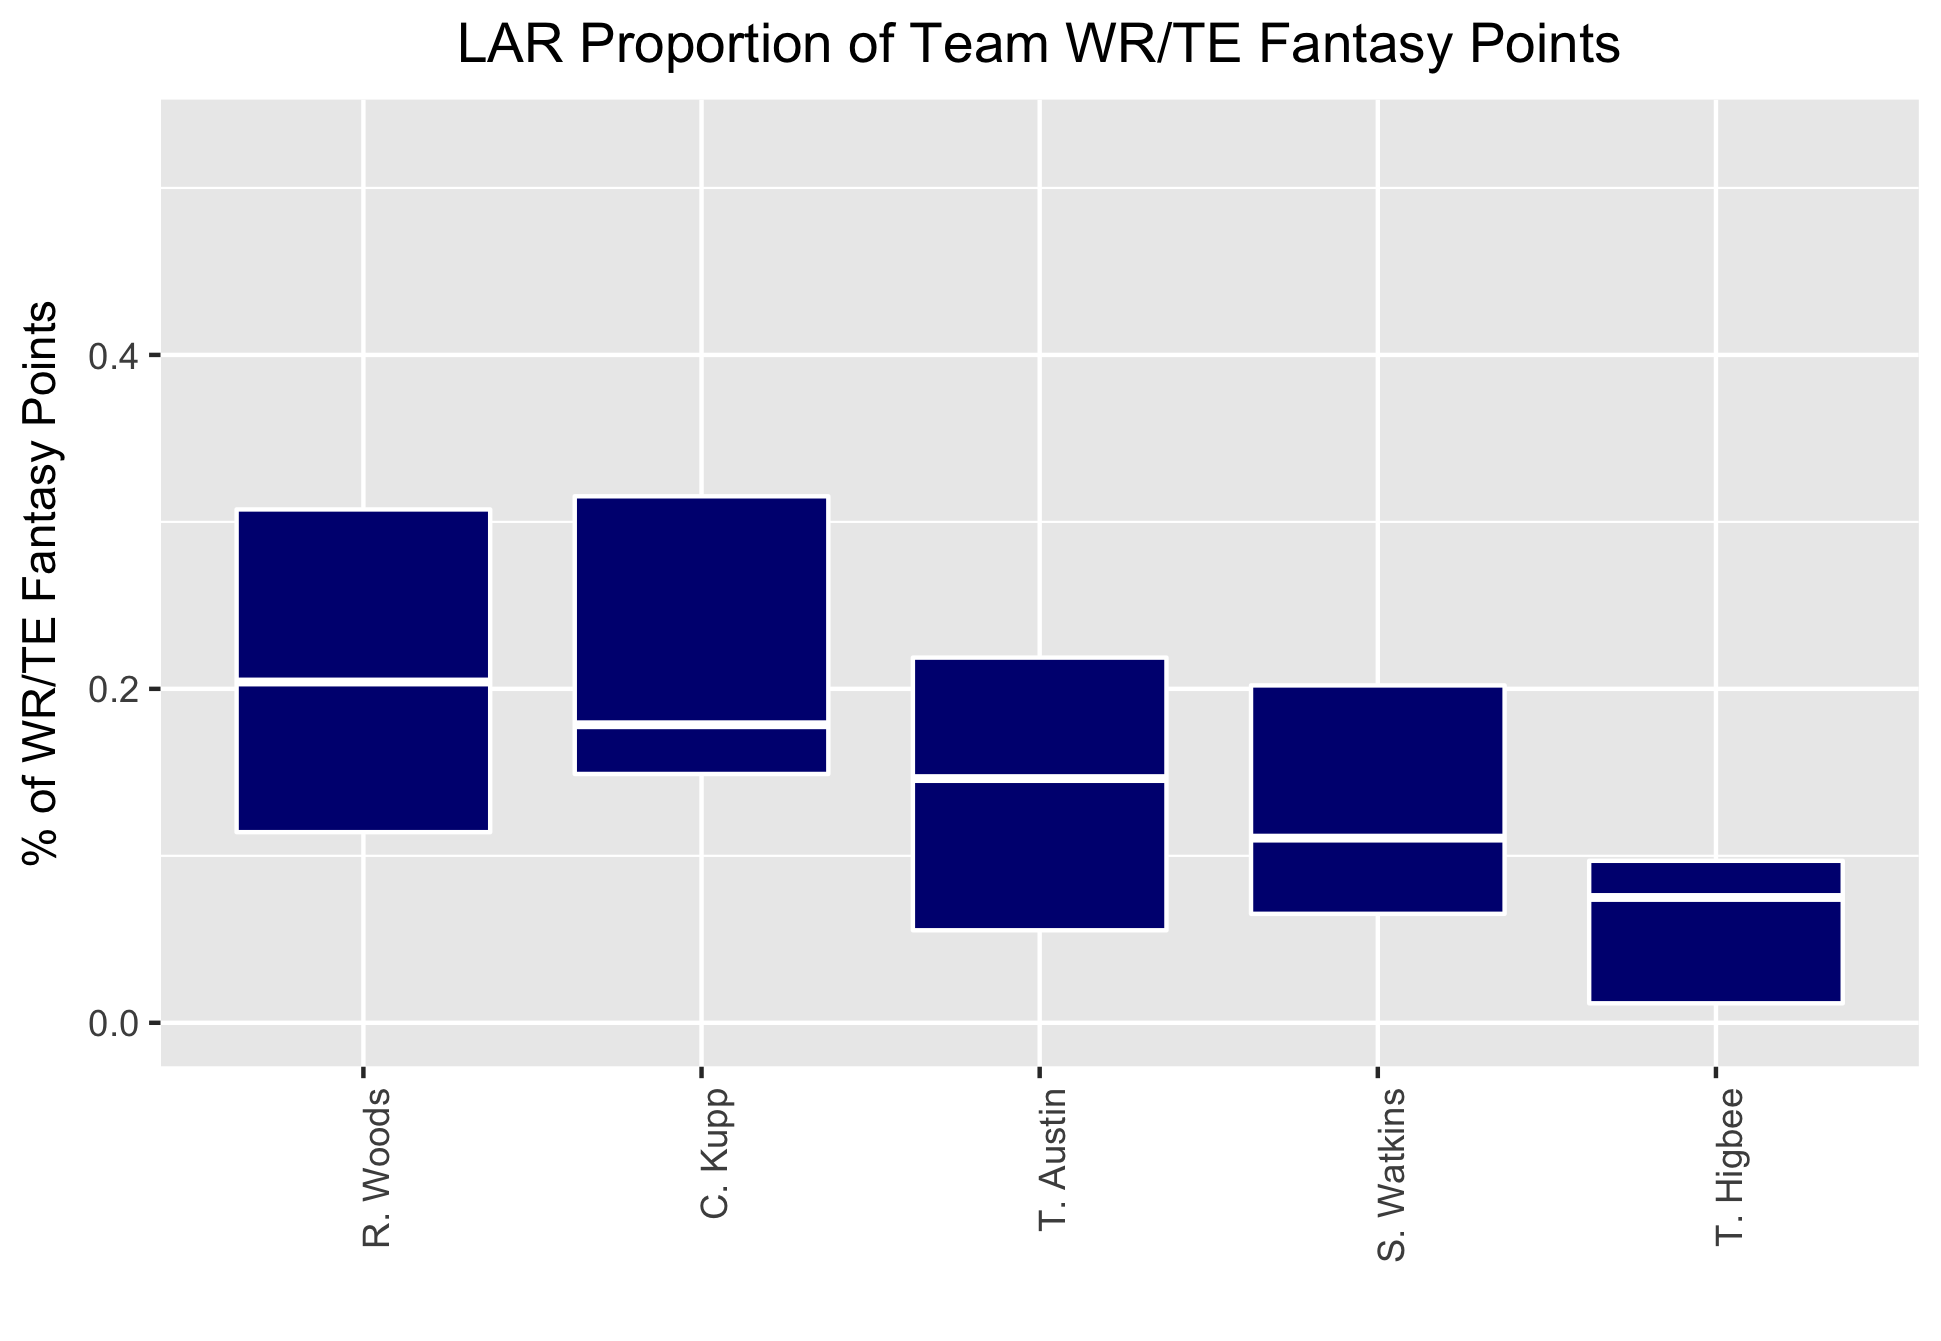 LAR Proportion of Team WR/TE Fantasy Points
% of WR/TE Fantasy Points
0.4
0.2
0.0
R. Woods
C. Kupp
T. Austin
S. Watkins
T. Higbee